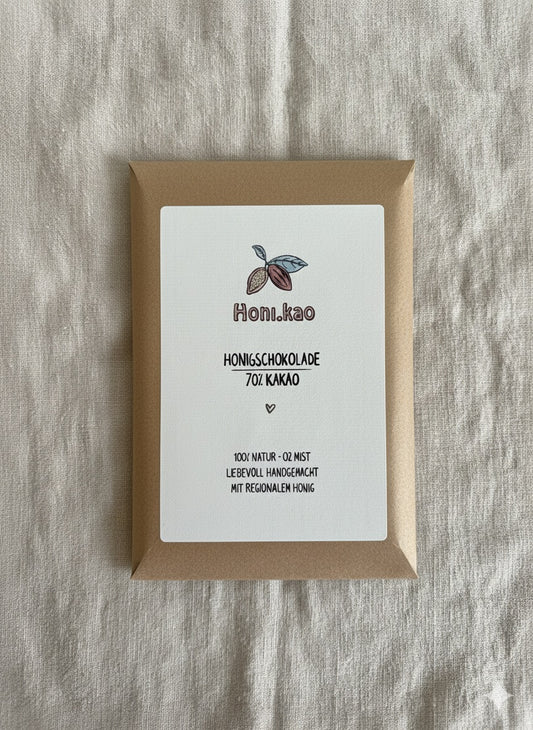 Honi.kao
HONIGSCHOKOLADE
70% KAKAO
100% NATUR - 0% MIST
LIEBEVOLL HANDGEMACHT
MIT REGIONALEM HONIG